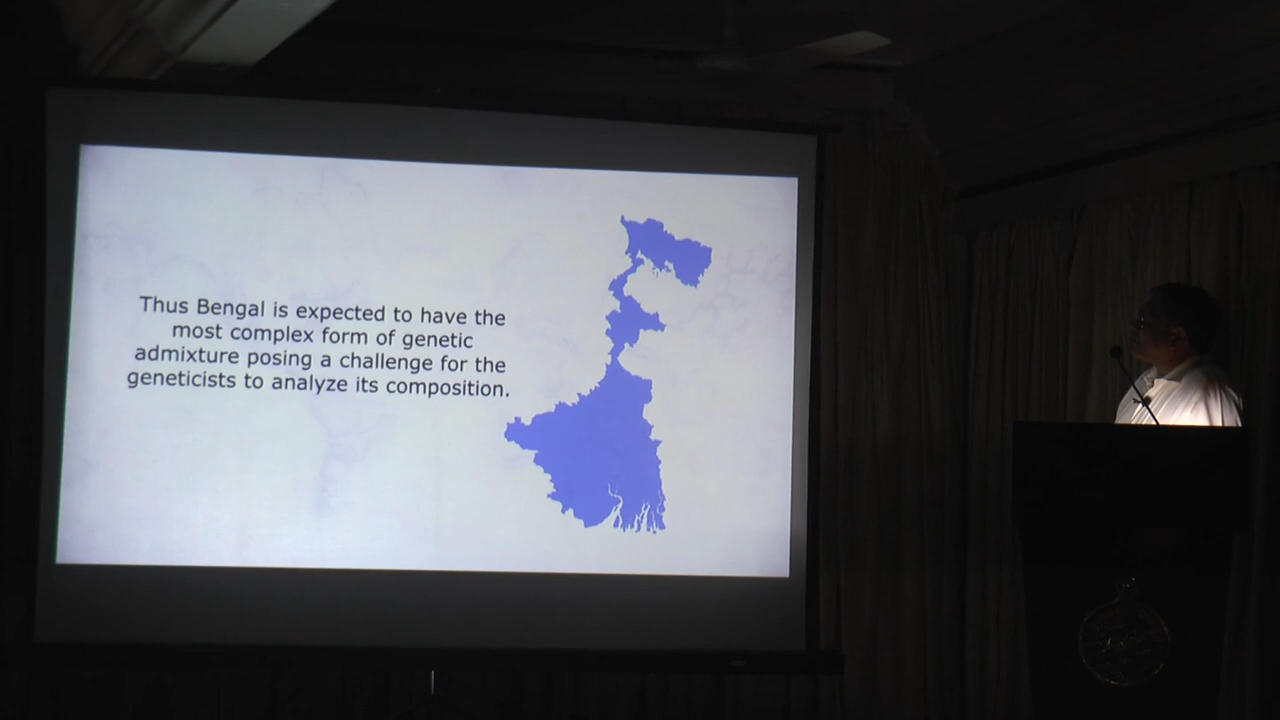 Thus Bengal is expected to have the
most complex form of genetic
admixture posing a challenge for the
geneticists to analyze its composition.